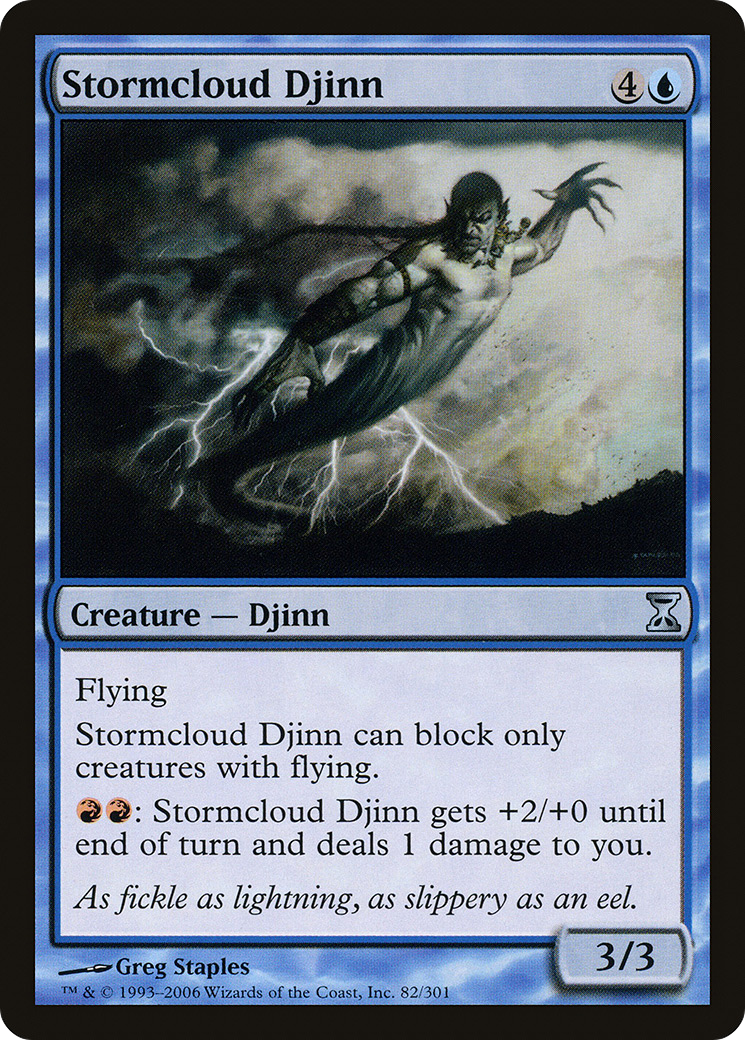 Stormcloud Djinn
4
Creature — Djinn
Flying
Stormcloud Djinn can block only
creatures with flying.
: Stormcloud Djinn gets +2/+0 until
end of turn and deals 1 damage to you.
As fickle as lightning, as slippery as an eel.
3/3
Greg Staples
™ & © 1993–2006 Wizards of the Coast, Inc. 82/301